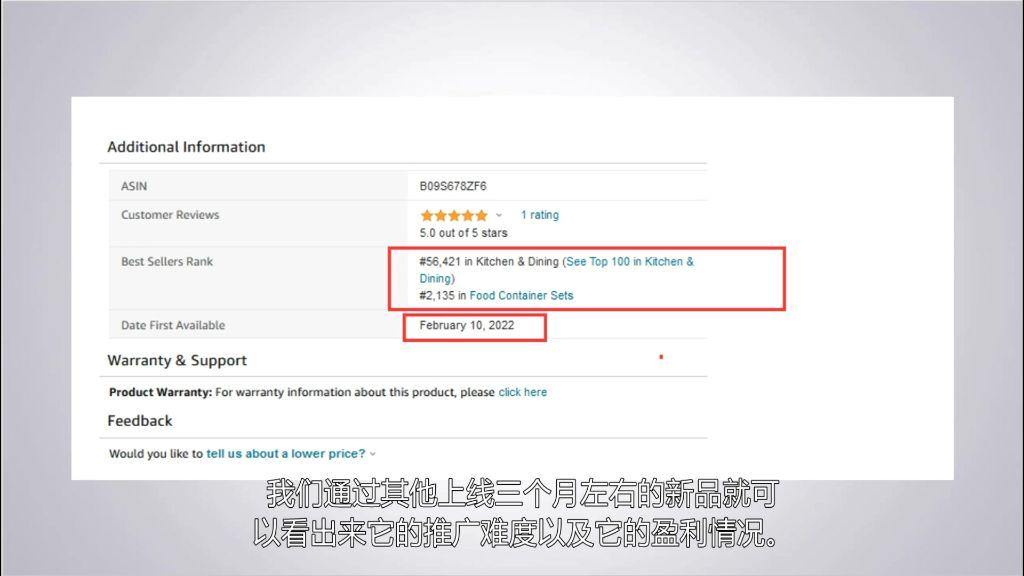 Additional Information
ASIN
B09S678ZF6
Customer Reviews
1 rating
5.0 out of 5 stars
Best Sellers Rank
#56,421 in Kitchen & Dining (See Top 100 in Kitchen &
Dining)
#2,135 in Food Container Sets
Date First Available
February 10, 2022
Warranty & Support
Product Warranty: For warranty information about this product, please click here
Feedback
Would you like to tell us about a lower price?
我们通过其他上线三个月左右的新品就可
以看出来它的推广难度以及它的盈利情况。